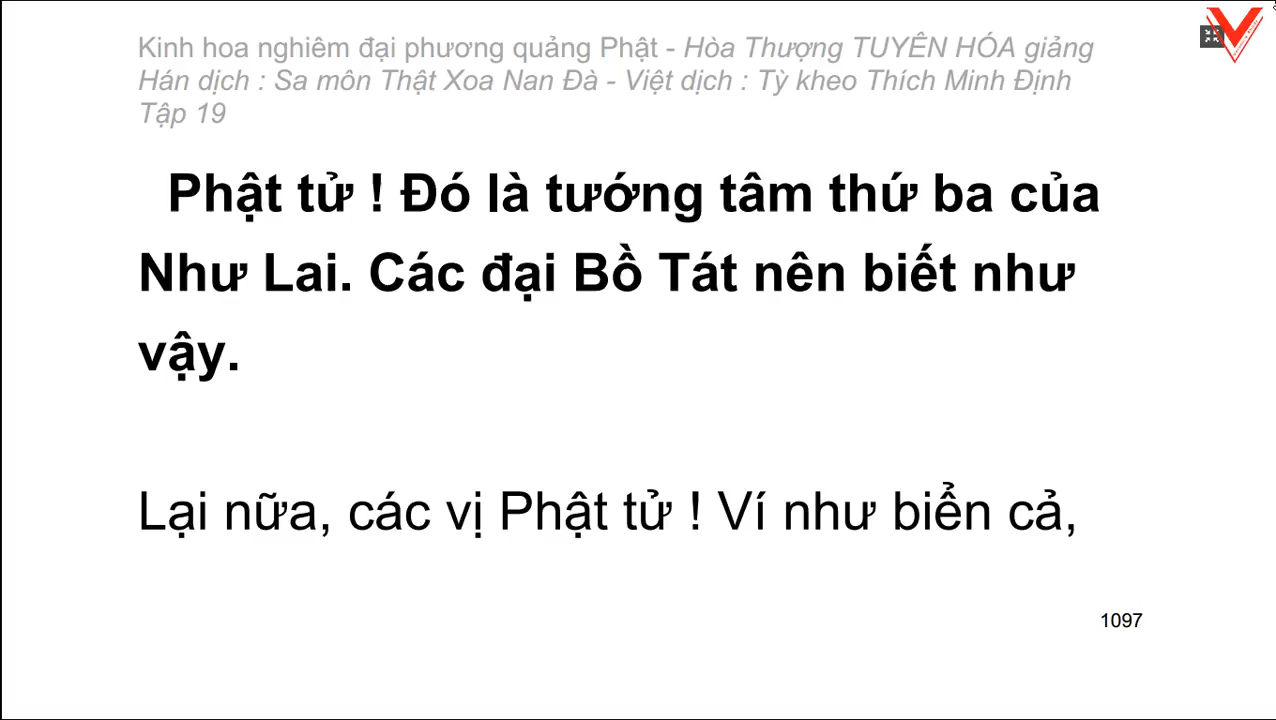 Kinh hoa nghiêm đại phương quảng Phật - Hòa Thượng TUYÊN HÓA giảng
Hán dịch : Sa môn Thật Xoa Nan Đà - Việt dịch : Tỳ kheo Thích Minh Định
Tập 19
Phật tử ! Đó là tướng tâm thứ ba của
Như Lai. Các đại Bồ Tát nên biết như
vậy.
Lại nữa, các vị Phật tử ! Ví như biển cả,
1097